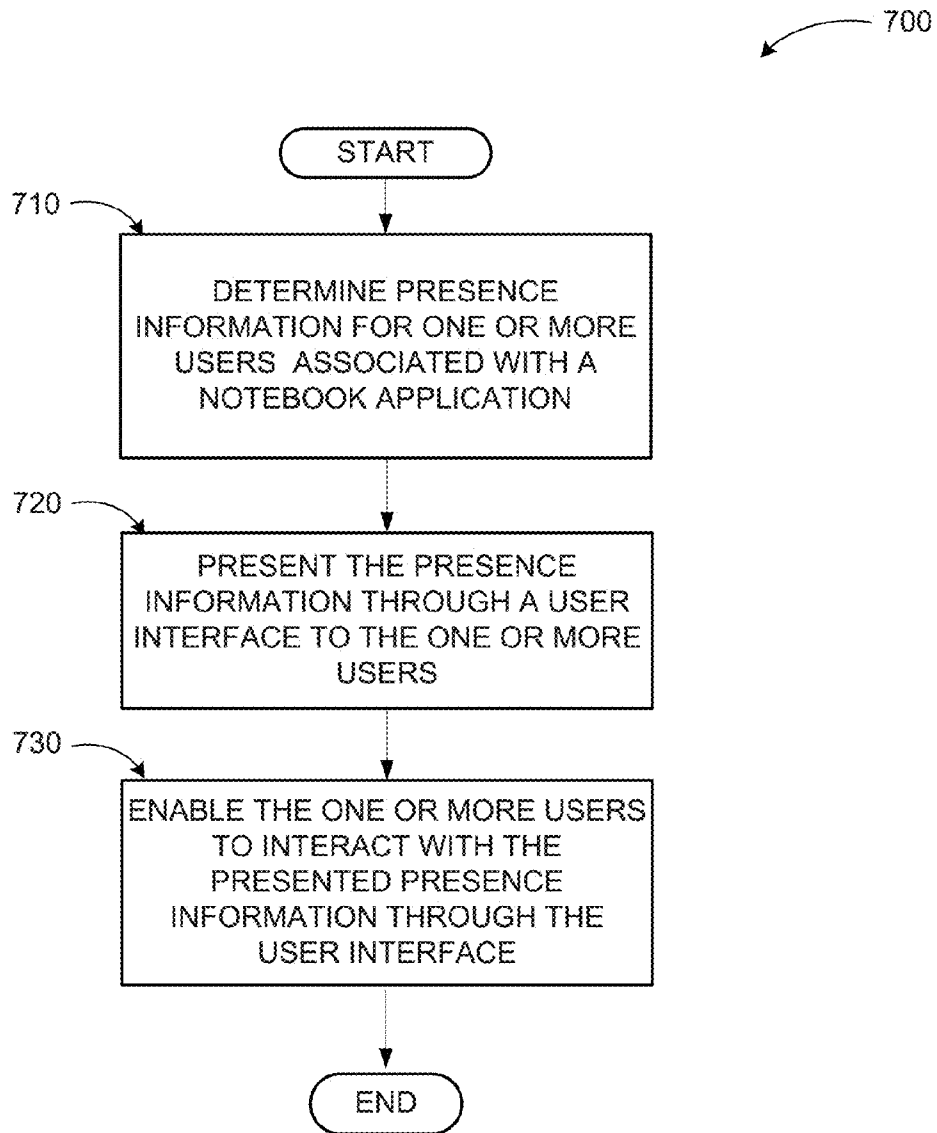 700
START
710
DETERMINE PRESENCE
INFORMATION FOR ONE OR MORE
USERS ASSOCIATED WITH A
NOTEBOOK APPLICATION
720
PRESENT THE PRESENCE
INFORMATION THROUGH A USER
INTERFACE TO THE ONE OR MORE
USERS
730
ENABLE THE ONE OR MORE USERS
TO INTERACT WITH THE
PRESENTED PRESENCE
INFORMATION THROUGH THE
USER INTERFACE
END